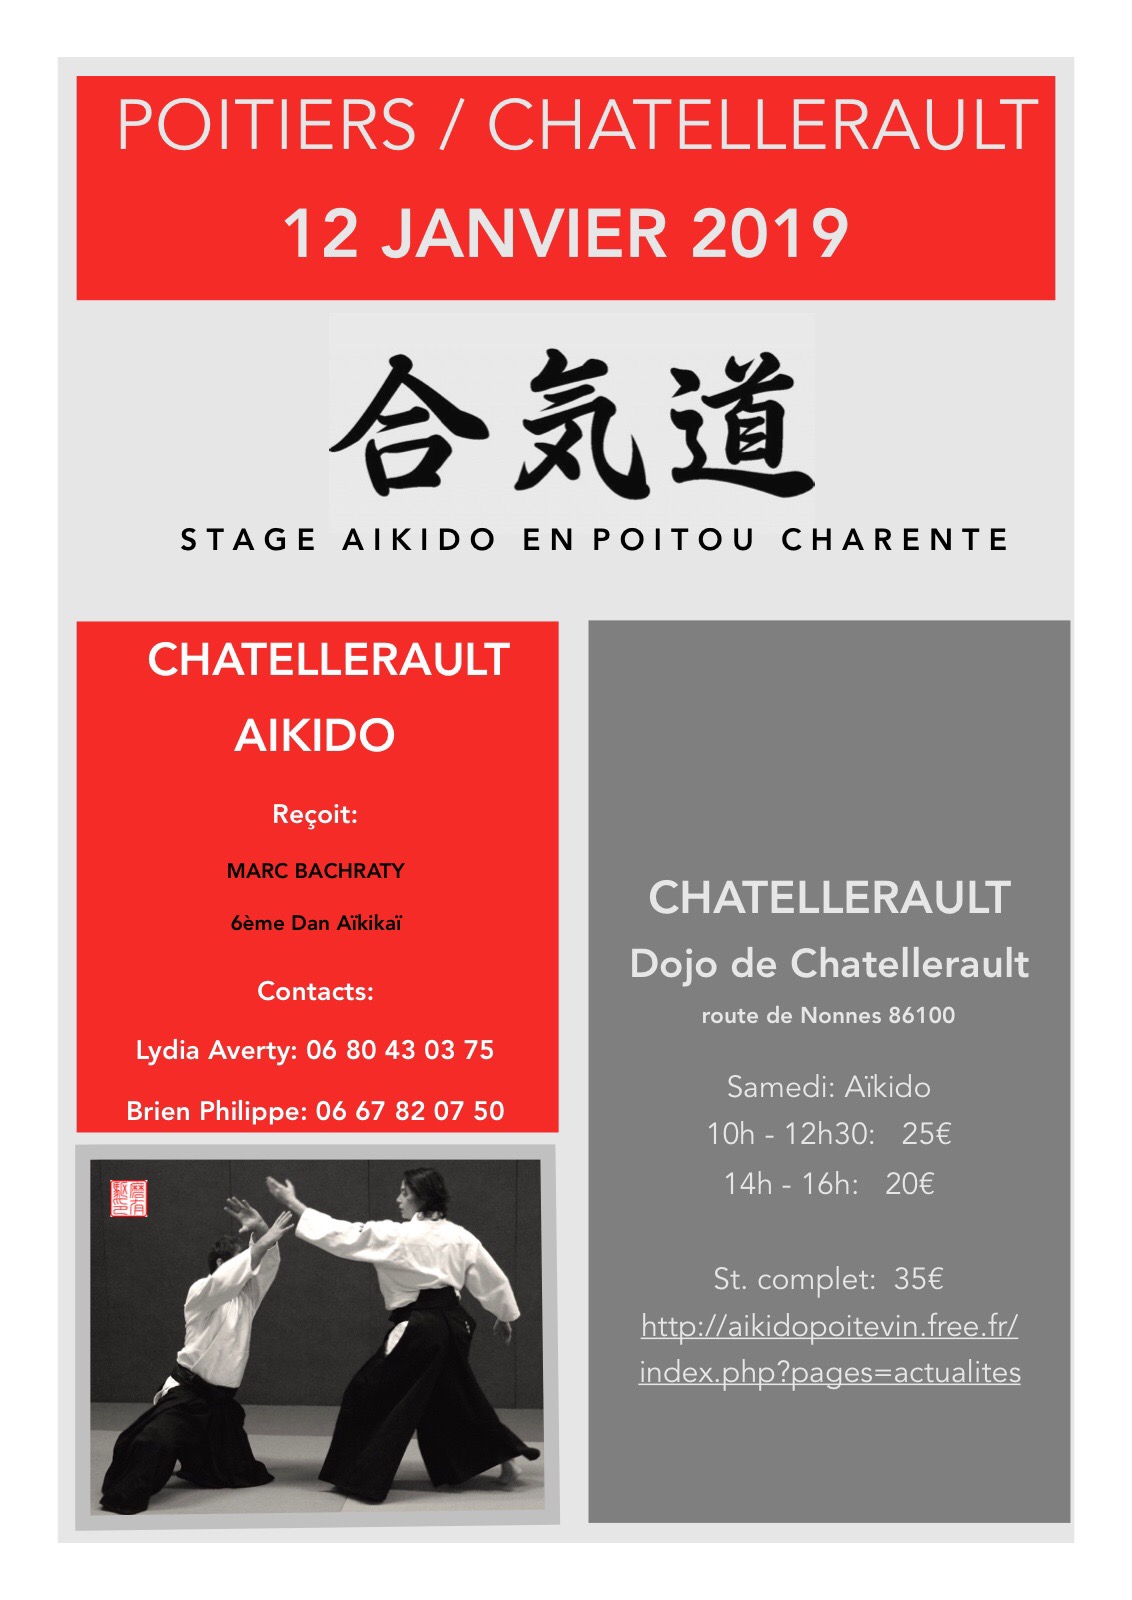 POITIERS / CHATELLERAULT
12 JANVIER 2019
合気道
STAGE AIKIDO EN POITOU CHARENTE
CHATELLERAULT
AIKIDO
Reçoit:
MARC BACHRATY
6ème Dan Aïkikaï
Contacts:
Lydia Averty: 06 80 43 03 75
Brien Philippe: 06 67 82 07 50
CHATELLERAULT
Dojo de Chatellerault
route de Nonnes 86100
Samedi: Aïkido
10h - 12h30: 25€
14h - 16h: 20€
St. complet: 35€
http://aikidopoitevin.free.fr/
index.php?pages=actualites